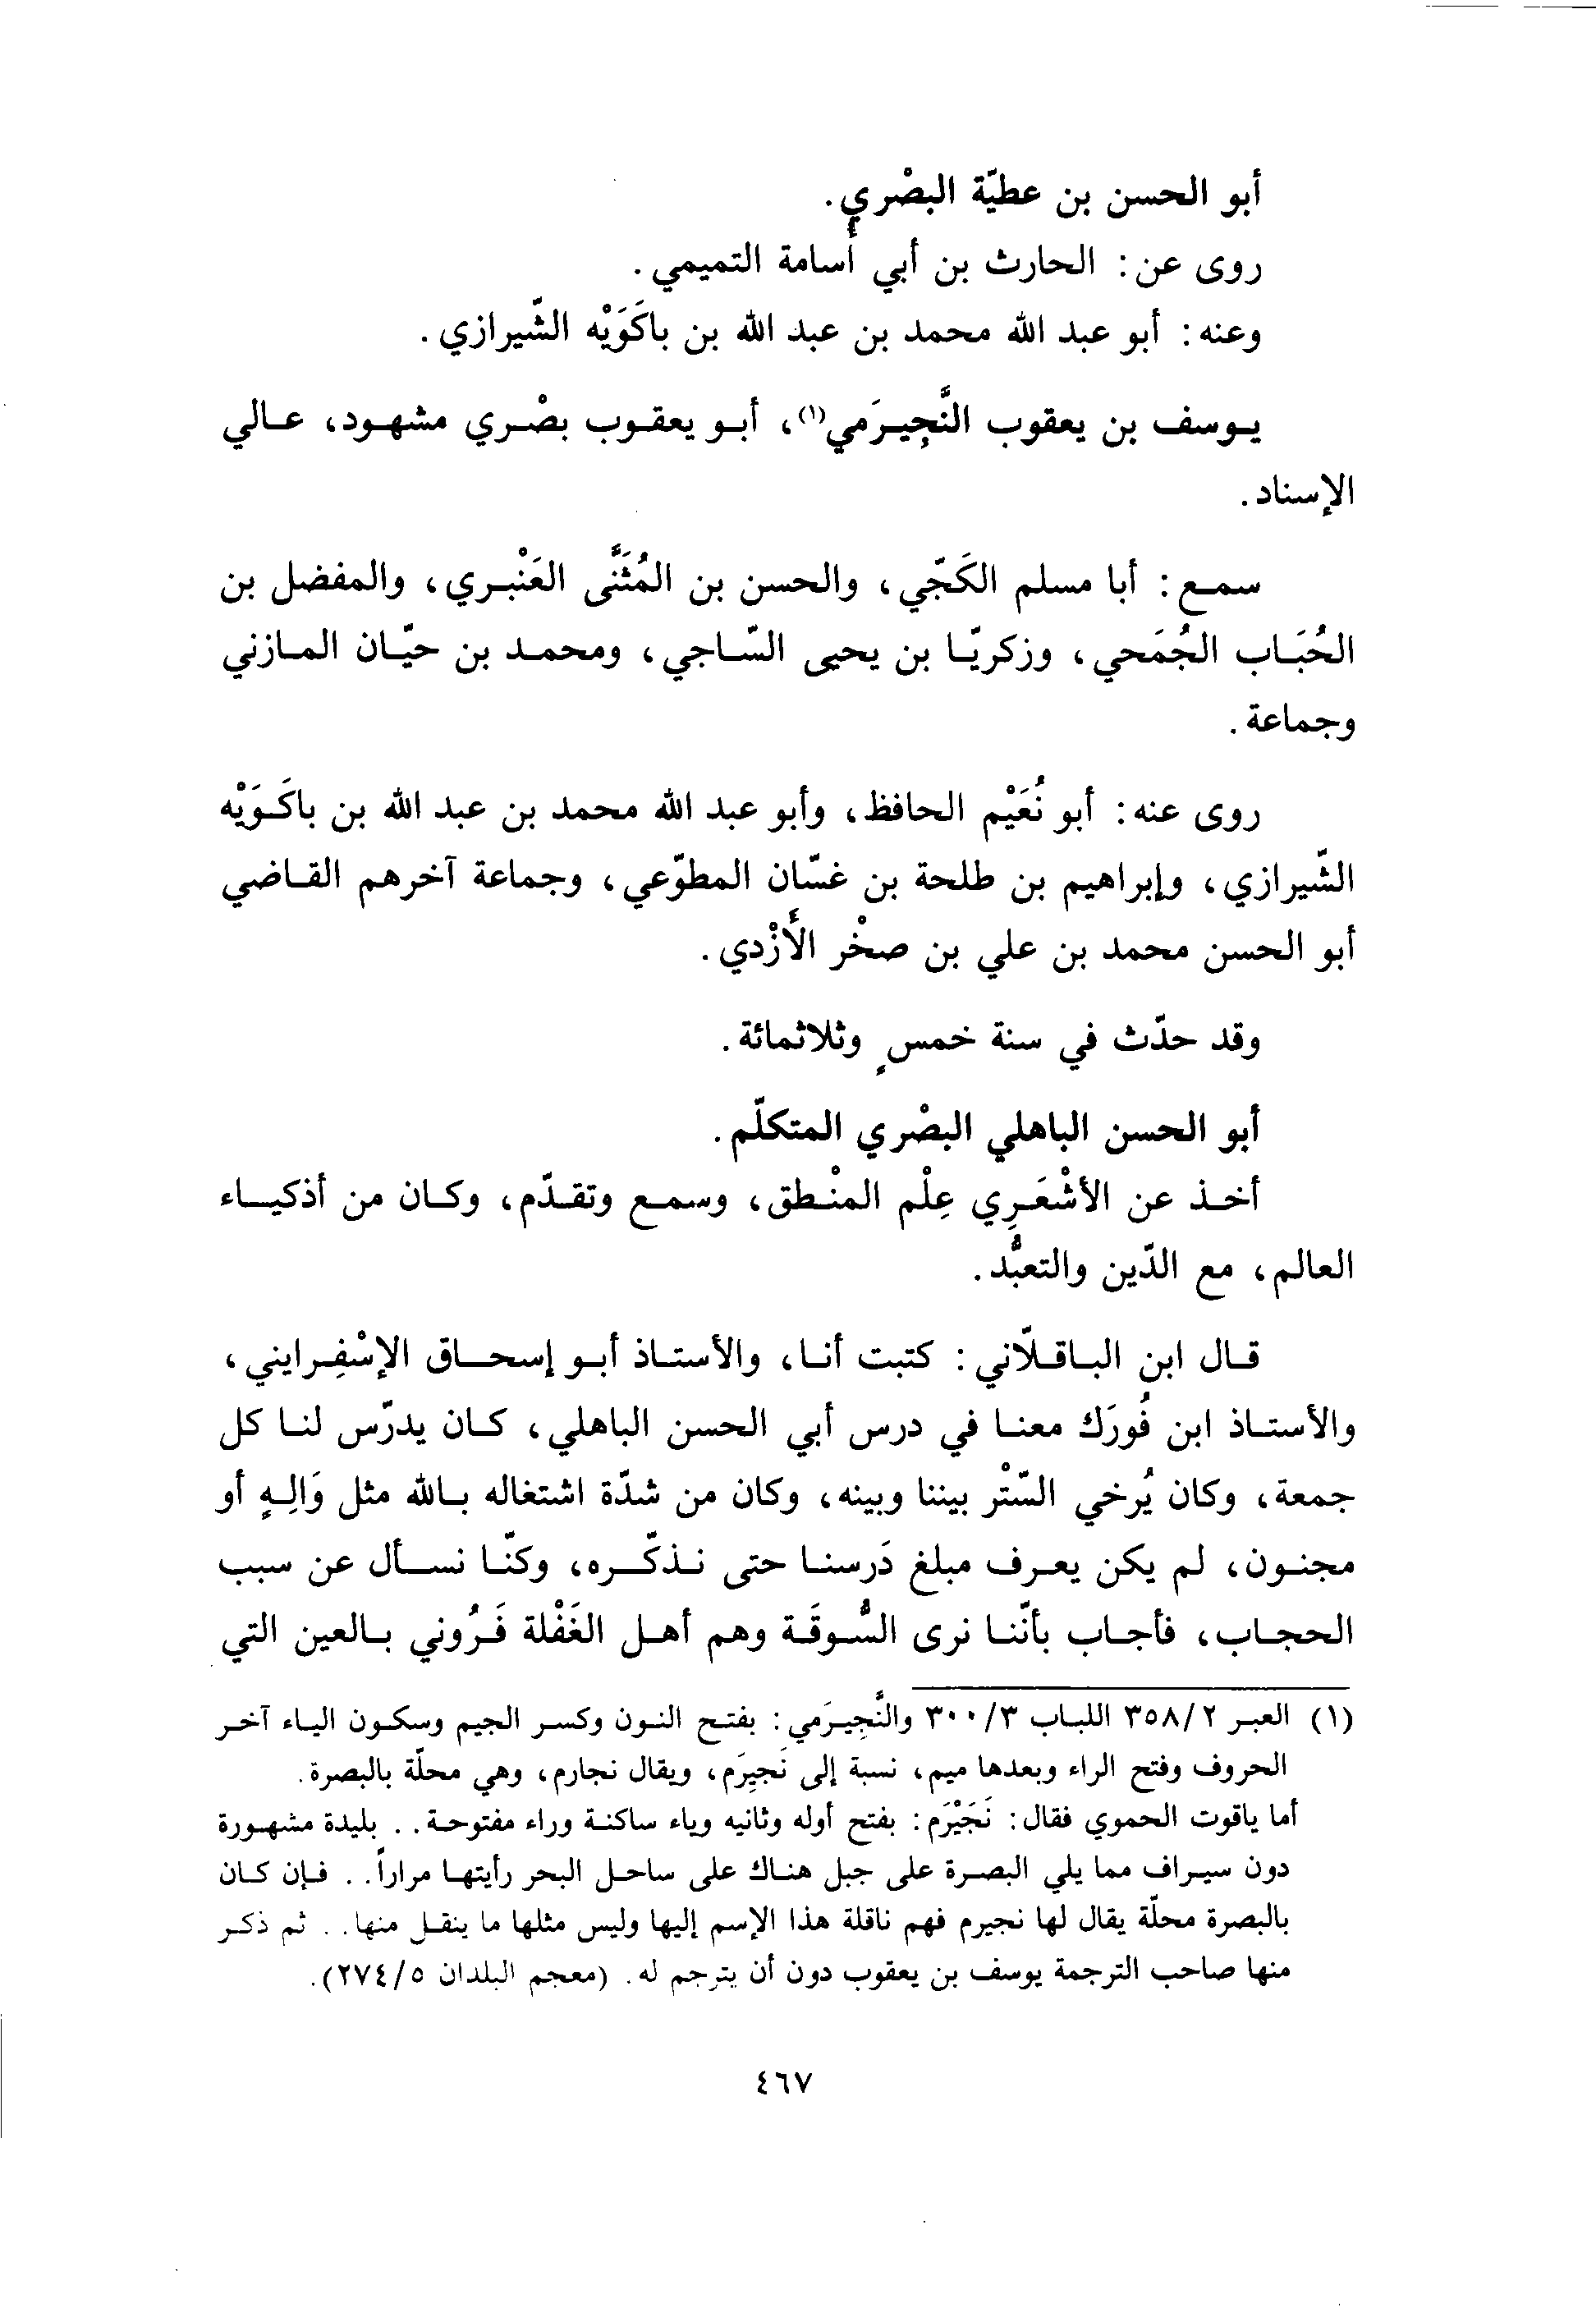 أبو الحسن بن عطيّة البصْري.
روى عن: الحارث بن أبي أُسامة التميمي.
وعنه: أبو عبد الله محمد بن عبد الله بن باكَوَيْه الشّيرازي.
يوسف بن يعقوب النَّجِيرَمي(١)، أبو يعقوب بصْري مشهود، عالي
الإسناد.
سمع: أبا مسلم الكَجّي، والحسن بن المُثَنَّى العَنْبري، والمفضل بن
الحُبَاب الجُمَحي، وزكريّا بن يحيى السّاجي، ومحمد بن حيّان المازني
وجماعة.
روى عنه: أبو نُعَيْم الحافظ، وأبو عبد الله محمد بن عبد الله بن باكَوَيْه
الشّيرازي، وإبراهيم بن طلحة بن غسّان المطوّعي، وجماعة آخرهم القاضي
أبو الحسن محمد بن علي بن صخْر الأَزْدي.
وقد حدّث في سنة خمسٍ وثلاثمائة.
أبو الحسن الباهلي البصْري المتكلّم.
أخذ عن الأشْعَرِي عِلْم المنْطق، وسمع وتقدّم، وكان من أذكياء
العالم، مع الدّين والتعبُّد.
قال ابن الباقلّاني: كتبت أنا، والأستاذ أبو إسحاق الإسْفِرايني،
والأستاذ ابن فُورَك معنا في درس أبي الحسن الباهلي، كان يدرّس لنا كل
جمعة، وكان يُرخي السّتْر بيننا وبينه، وكان من شدّة اشتغاله بالله مثل وَالِهٍ أو
مجنون، لم يكن يعرف مبلغ دَرسنا حتى نذكّره، وكنّا نسأل عن سبب
الحجاب، فأجاب بأنّنا نرى السُّوقَة وهم أهل الغَفْلة فَرُوني بالعين التي
(١) العبر ٣٥٨/٢ اللباب ٣٠٠/٣ والنَّجِيرَمي: بفتح النون وكسر الجيم وسكون الياء آخر
الحروف وفتح الراء وبعدها ميم، نسبة إلى نَجيِرَم، ويقال نجارم، وهي محلّة بالبصرة.
أما ياقوت الحموي فقال: نَجَيْرَم: بفتح أوله وثانيه وياء ساكنة وراء مفتوحة.. بليدة مشهورة
دون سيراف مما يلي البصرة على جبل هناك على ساحل البحر رأيتها مراراً.. فإن كان
بالبصرة محلّة يقال لها نجيرم فهم ناقلة هذا الإسم إليها وليس مثلها ما ينقل منها.. ثم ذكر
منها صاحب الترجمة يوسف بن يعقوب دون أن يترجم له. (معجم البلدان ٢٧٤/٥).
٤٦٧